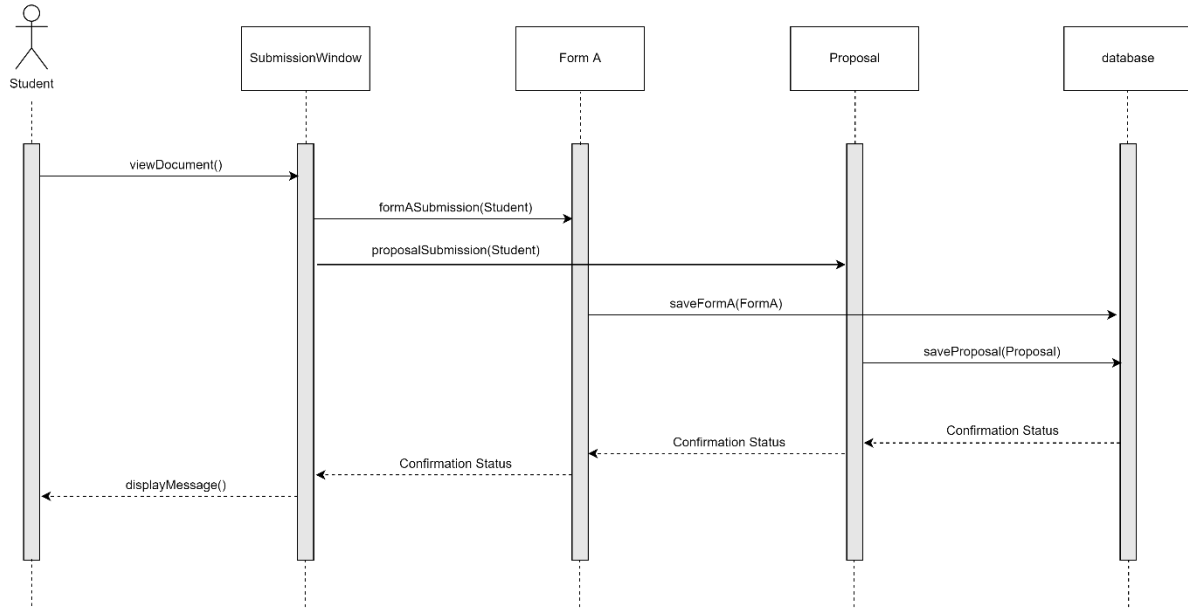 Student
SubmissionWindow
Form A
Proposal
database
viewDocument()
formASubmission(Student)
proposalSubmission(Student)
saveFormA(FormA)
saveProposal(Proposal)
Confirmation Status
Confirmation Status
Confirmation Status
displayMessage()